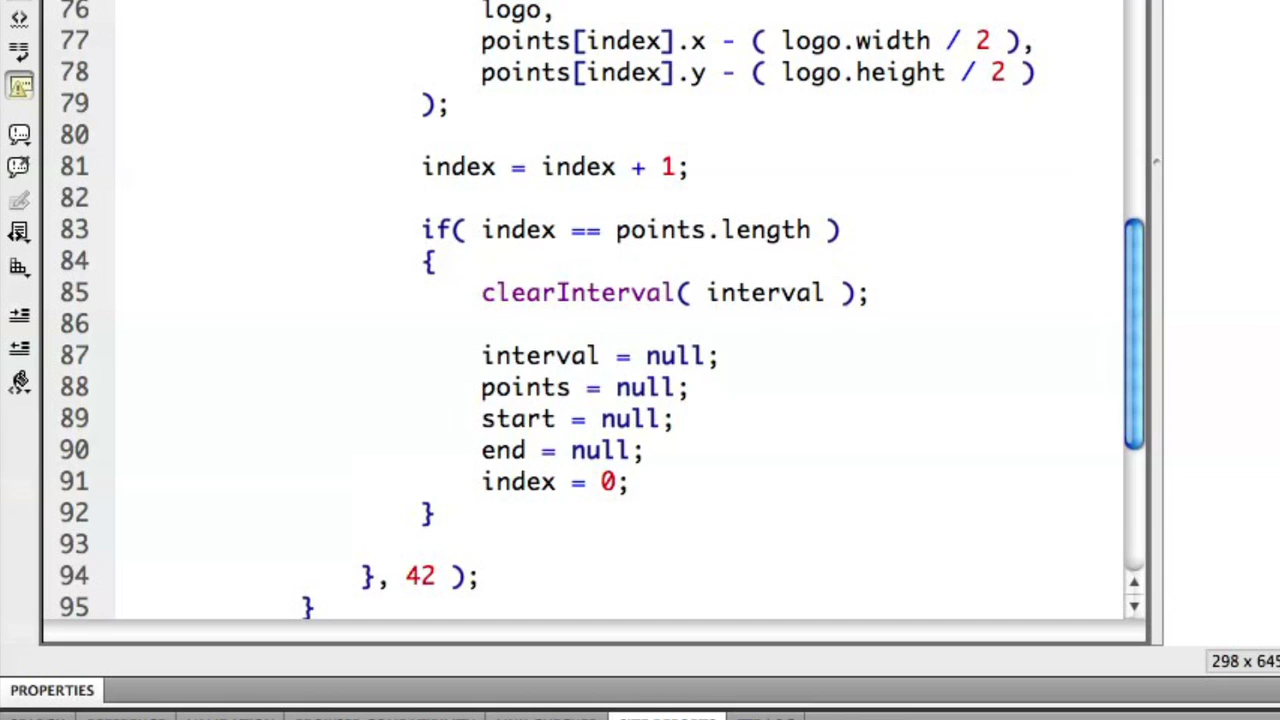 76 logo,
77 points[index].x - ( logo.width / 2 ),
78 points[index].y - ( logo.height / 2 )
79 );
80
81 index = index + 1;
82
83 if( index == points.length )
84 {
85 clearInterval( interval );
86
87 interval = null;
88 points = null;
89 start = null;
90 end = null;
91 index = 0;
92 }
93
94 }, 42 );
95 }
298 x 645
PROPERTIES